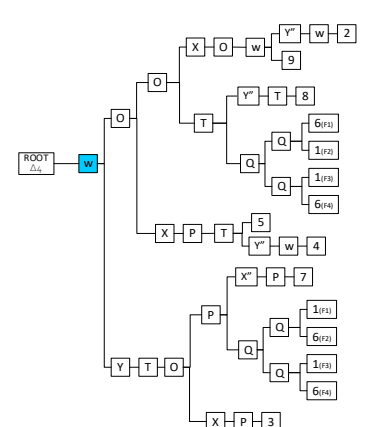 Y" w 2
X O w
9
O
Y" T 8
T
6(F1)
Q
1(F2)
O
Q
1(F3)
Q
6(F4)
ROOT
△4
w
5
X P T
Y" w 4
X" P 7
P
1(F1)
Q
6(F2)
Q
1(F3)
Q
6(F4)
Y T O
X P 3